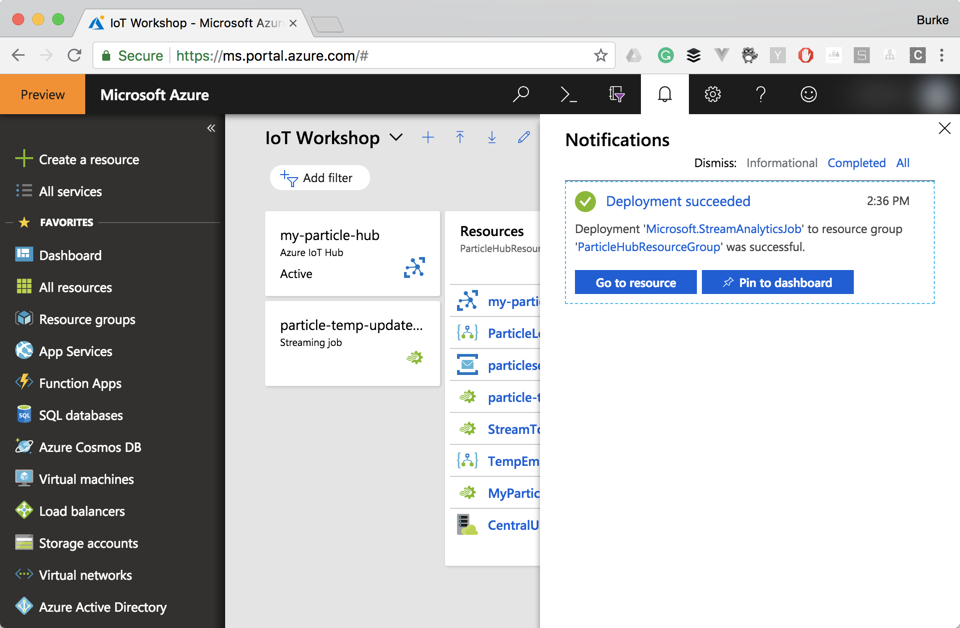 IoT Workshop - Microsoft Azur
Burke
Secure
https://ms.portal.azure.com/#
Preview
Microsoft Azure
Create a resource
All services
FAVORITES
Dashboard
All resources
Resource groups
App Services
Function Apps
SQL databases
Azure Cosmos DB
Virtual machines
Load balancers
Storage accounts
Virtual networks
Azure Active Directory
IoT Workshop
Add filter
my-particle-hub
Azure IoT Hub
Active
particle-temp-update...
Streaming job
Resources
ParticleHubResour
my-parti
ParticleLo
particlese
particle-t
StreamTo
TempEm
MyPartic
CentralU
Notifications
Dismiss: Informational Completed All
Deployment succeeded 2:36 PM
Deployment 'Microsoft.StreamAnalyticsJob' to resource group
'ParticleHubResourceGroup' was successful.
Go to resource
Pin to dashboard